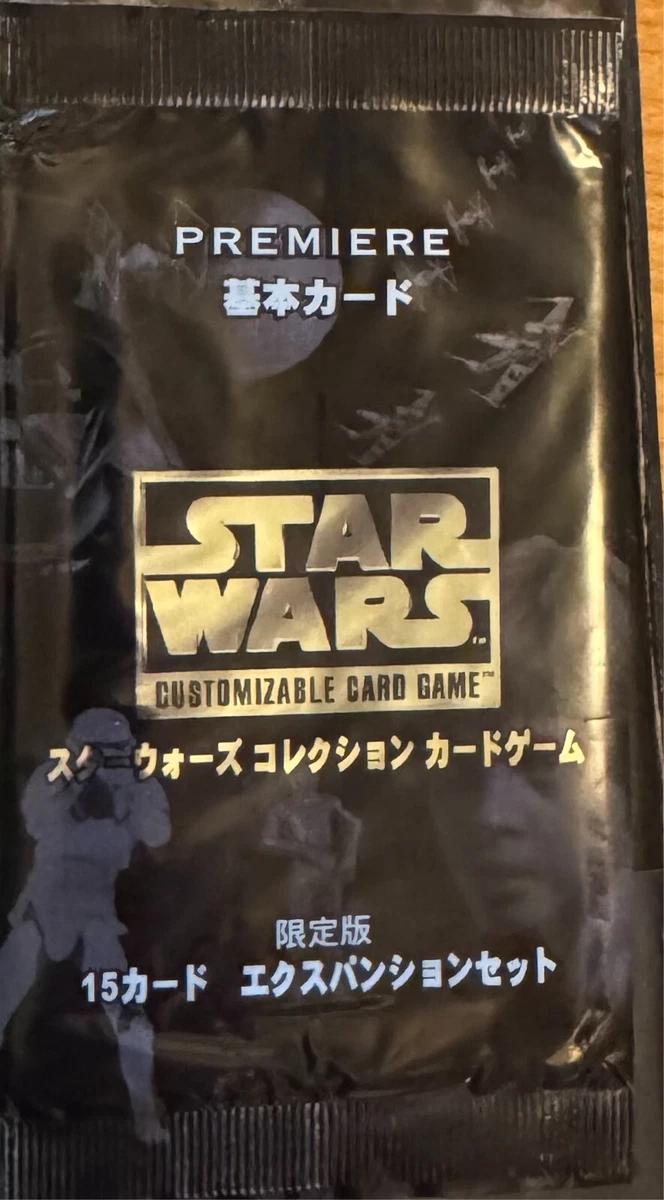 PREMIERE
基本カード
STAR
WARS™
CUSTOMIZABLE CARD GAME™
スターウォーズ コレクション カードゲーム
限定版
15カード エクスパンションセット